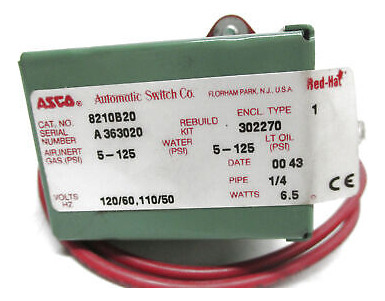 ASCO Automatic Switch Co. FLORHAM PARK, N.J., U.S.A. Red-Hat
CAT. NO. 8210B20 REBUILD KIT 302270 ENCL. TYPE 1
SERIAL NUMBER A 363020
AIR,INERT GAS (PSI) 5-125 WATER (PSI) 5-125 LT OIL (PSI)
DATE 00 43
PIPE 1/4
VOLTS HZ 120/60,110/50 WATTS 6.5
CE